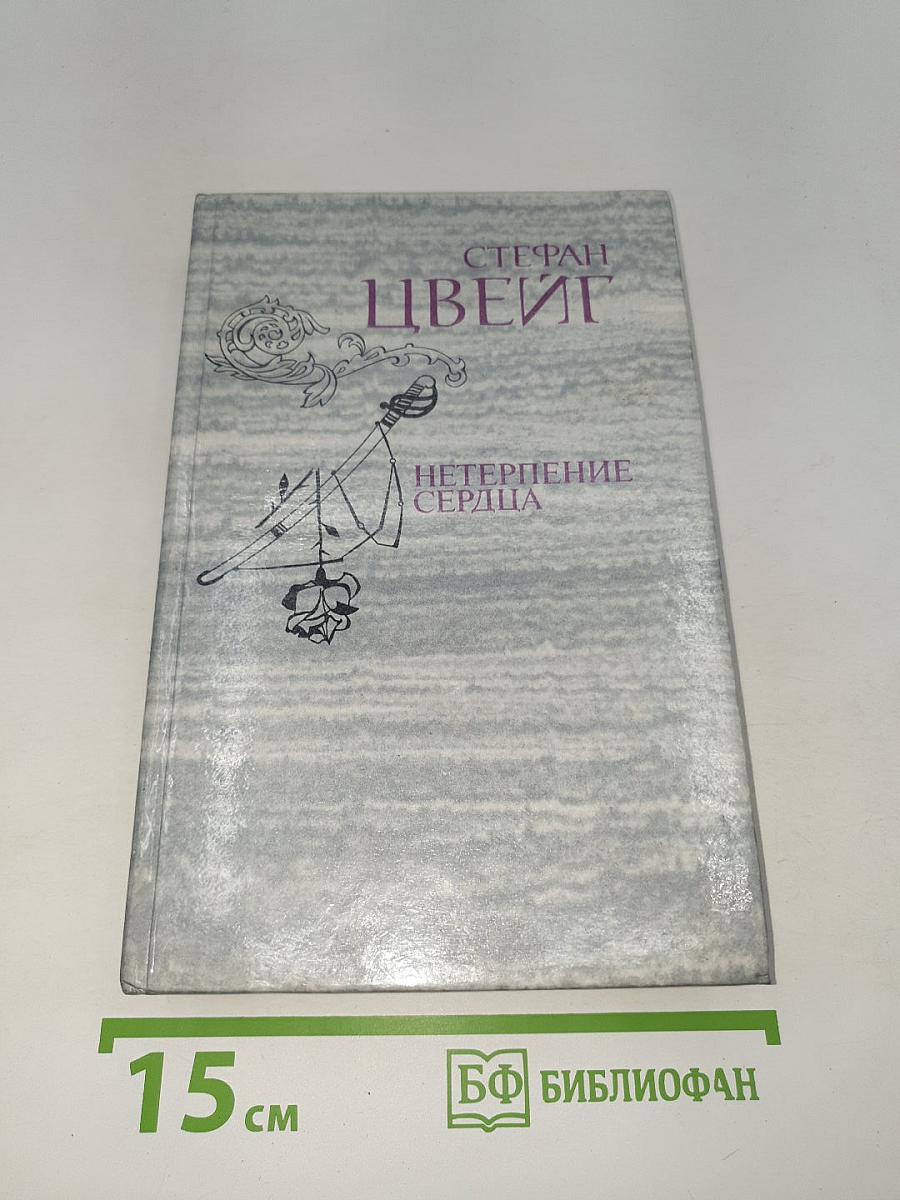 СТЕФАН
ЦВЕЙГ
НЕТЕРПЕНИЕ
СЕРДЦА
15 см
БФ БИБЛИОФАН